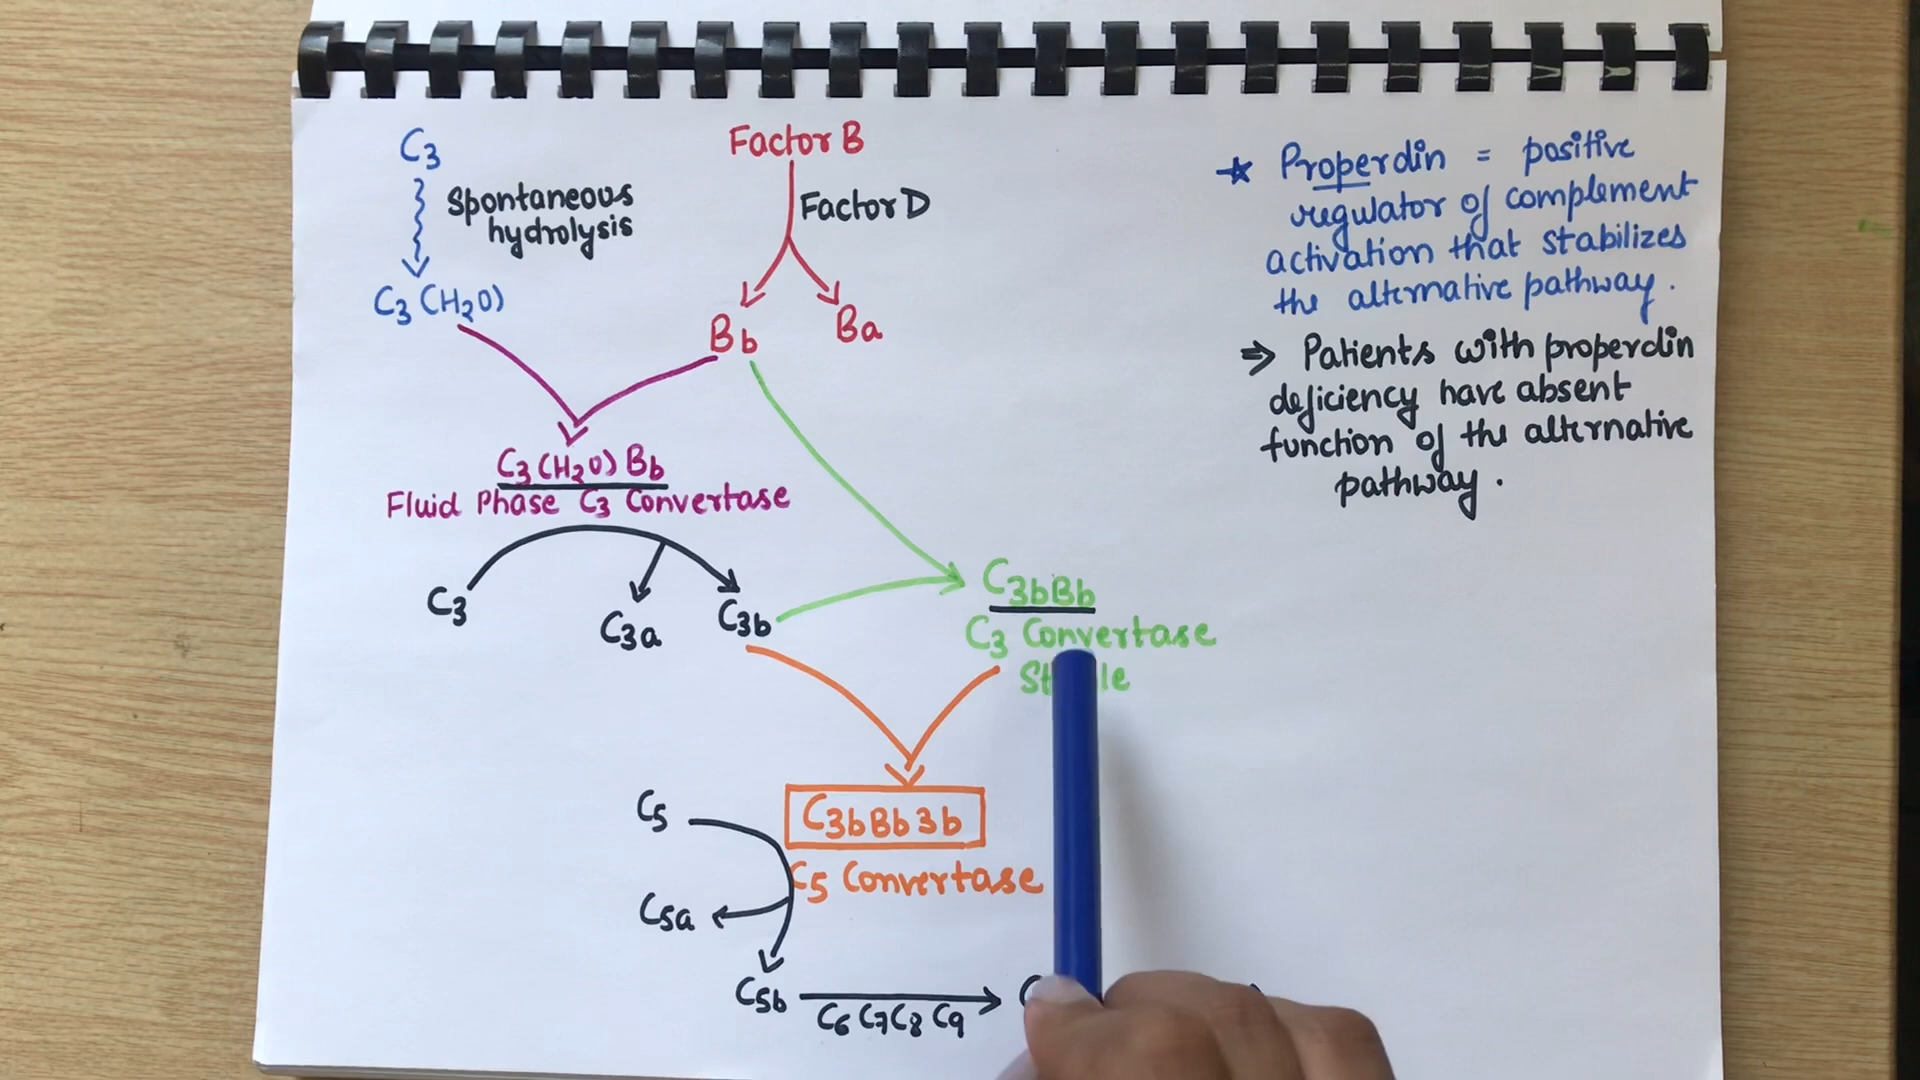 C3
Spontaneous
hydrolysis
C3 (H2O)
Factor B
Factor D
Bb
Ba
C3(H2O) Bb
Fluid Phase C3 Convertase
C3
C3a
C3b
C3bBb
C3 Convertase
C3bBb3b
C5 Convertase
C5
C5a
C5b
C6 C7 C8 C9
★ Properdin = positive
regulator of complement
activation that stabilizes
the alternative pathway.
⇒ Patients with properdin
deficiency have absent
function of the alternative
pathway.